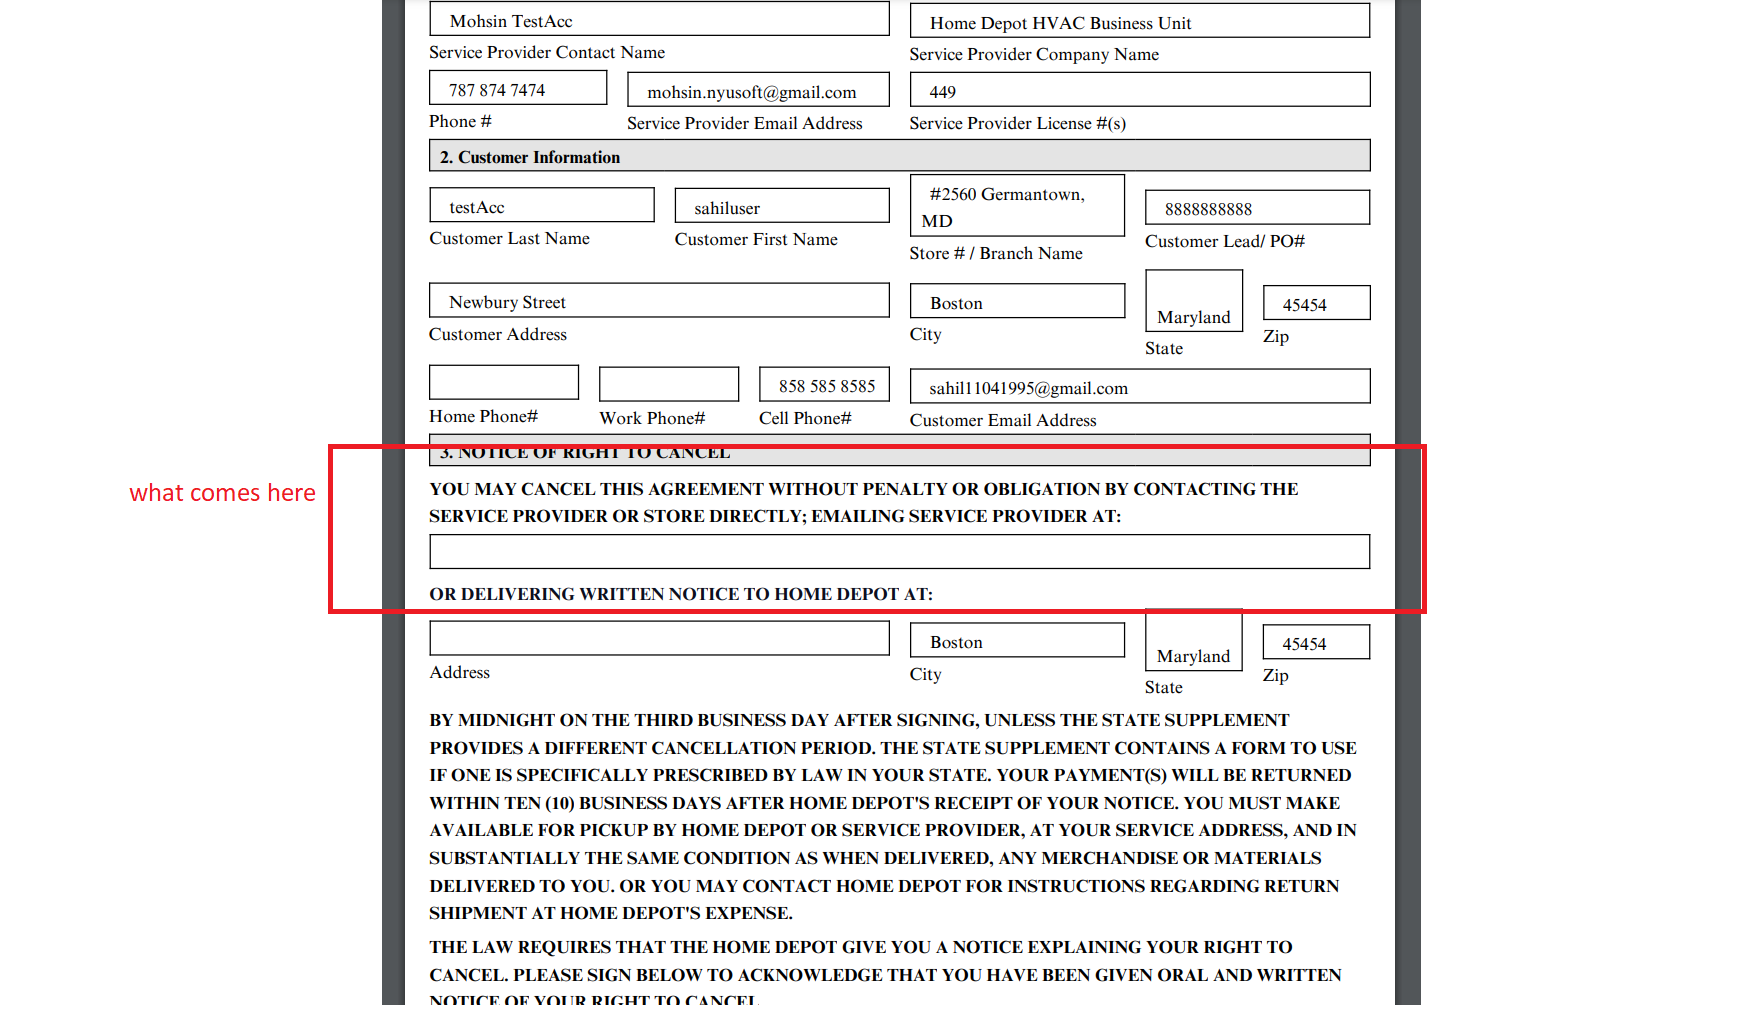 Mohsin TestAcc
Home Depot HVAC Business Unit
Service Provider Contact Name
Service Provider Company Name
787 874 7474
mohsin.nyusoft@gmail.com
449
Phone #
Service Provider Email Address
Service Provider License #(s)
2. Customer Information
testAcc
sahiluser
#2560 Germantown,
MD
8888888888
Customer Last Name
Customer First Name
Store # / Branch Name
Customer Lead/ PO#
Newbury Street
Boston
Maryland
45454
Customer Address
City
State
Zip
858 585 8585
sahil11041995@gmail.com
Home Phone#
Work Phone#
Cell Phone#
Customer Email Address
3. NOTICE OF RIGHT TO CANCEL
what comes here
YOU MAY CANCEL THIS AGREEMENT WITHOUT PENALTY OR OBLIGATION BY CONTACTING THE
SERVICE PROVIDER OR STORE DIRECTLY; EMAILING SERVICE PROVIDER AT:
OR DELIVERING WRITTEN NOTICE TO HOME DEPOT AT:
Boston
Maryland
45454
Address
City
State
Zip
BY MIDNIGHT ON THE THIRD BUSINESS DAY AFTER SIGNING, UNLESS THE STATE SUPPLEMENT
PROVIDES A DIFFERENT CANCELLATION PERIOD. THE STATE SUPPLEMENT CONTAINS A FORM TO USE
IF ONE IS SPECIFICALLY PRESCRIBED BY LAW IN YOUR STATE. YOUR PAYMENT(S) WILL BE RETURNED
WITHIN TEN (10) BUSINESS DAYS AFTER HOME DEPOT'S RECEIPT OF YOUR NOTICE. YOU MUST MAKE
AVAILABLE FOR PICKUP BY HOME DEPOT OR SERVICE PROVIDER, AT YOUR SERVICE ADDRESS, AND IN
SUBSTANTIALLY THE SAME CONDITION AS WHEN DELIVERED, ANY MERCHANDISE OR MATERIALS
DELIVERED TO YOU. OR YOU MAY CONTACT HOME DEPOT FOR INSTRUCTIONS REGARDING RETURN
SHIPMENT AT HOME DEPOT'S EXPENSE.
THE LAW REQUIRES THAT THE HOME DEPOT GIVE YOU A NOTICE EXPLAINING YOUR RIGHT TO
CANCEL. PLEASE SIGN BELOW TO ACKNOWLEDGE THAT YOU HAVE BEEN GIVEN ORAL AND WRITTEN
NOTICE OF YOUR RIGHT TO CANCEL